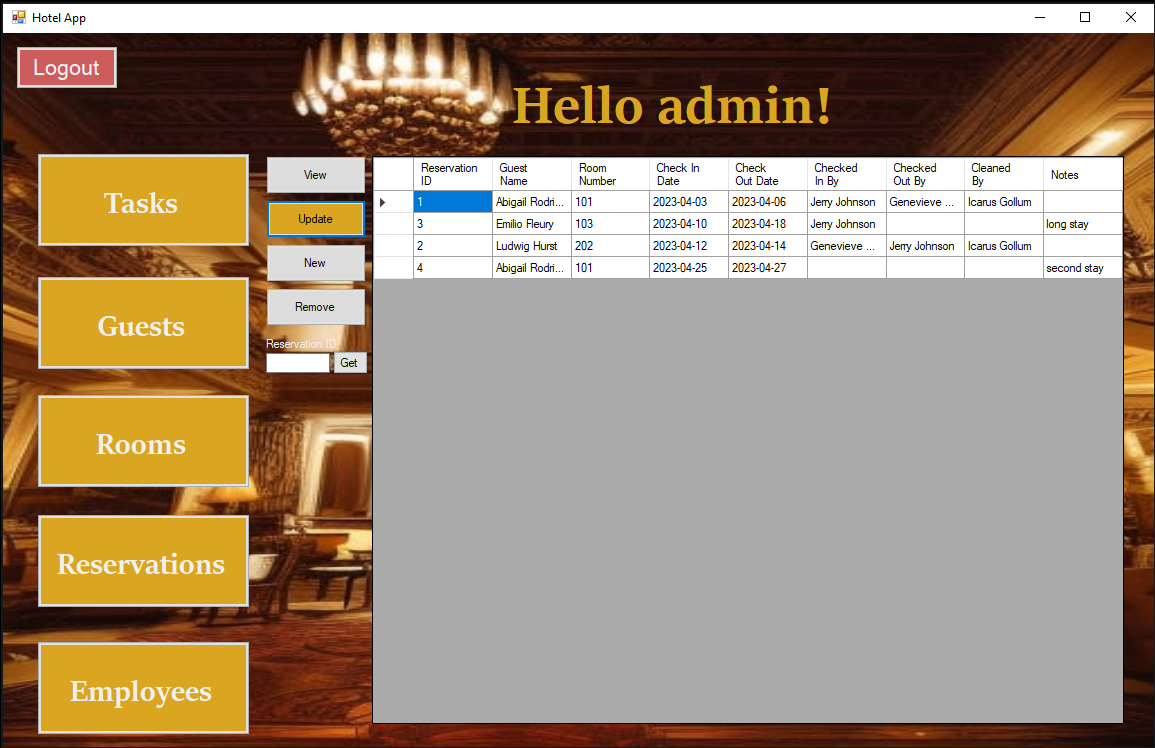 Hotel App
Logout
Hello admin!
Tasks
Guests
Rooms
Reservations
Employees
View
Update
New
Remove
Reservation ID
Get
Reservation ID Guest Name Room Number Check In Date Check Out Date Checked In By Checked Out By Cleaned By Notes
1 Abigail Rodri... 101 2023-04-03 2023-04-06 Jerry Johnson Genevieve ... Icarus Gollum
3 Emilio Fleury 103 2023-04-10 2023-04-18 Jerry Johnson long stay
2 Ludwig Hurst 202 2023-04-12 2023-04-14 Genevieve ... Jerry Johnson Icarus Gollum
4 Abigail Rodri... 101 2023-04-25 2023-04-27 second stay